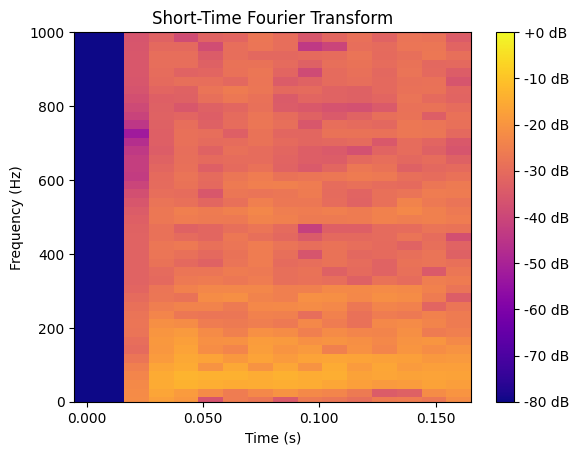 Short-Time Fourier Transform
1000
800
600
400
200
0
Frequency (Hz)
0.000
0.050
0.100
0.150
Time (s)
+0 dB
-10 dB
-20 dB
-30 dB
-40 dB
-50 dB
-60 dB
-70 dB
-80 dB